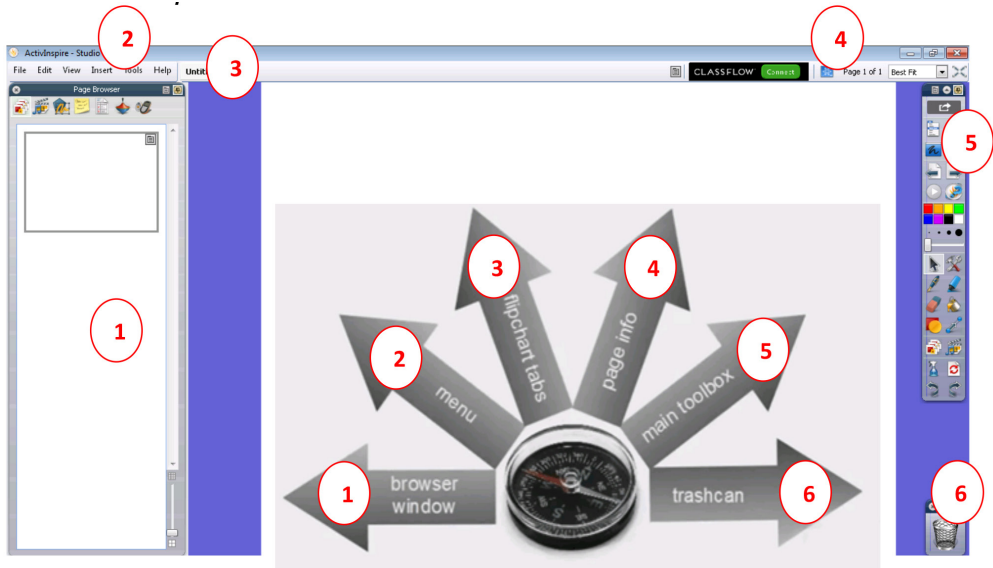 2
4
ActivInspire - Studio
3
File Edit View Insert Tools Help Untit
CLASSFLOW Connect Page 1 of 1 Best Fit
Page Browser
5
1
3
4
flipchart tabs
page info
2
5
menu
main toolbox
1
browser
window
trashcan
6
6